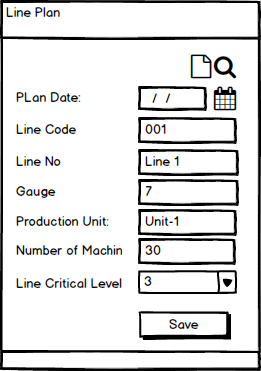 Line Plan
PLan Date: / /
Line Code 001
Line No Line 1
Gauge 7
Production Unit: Unit-1
Number of Machin 30
Line Critical Level 3
Save